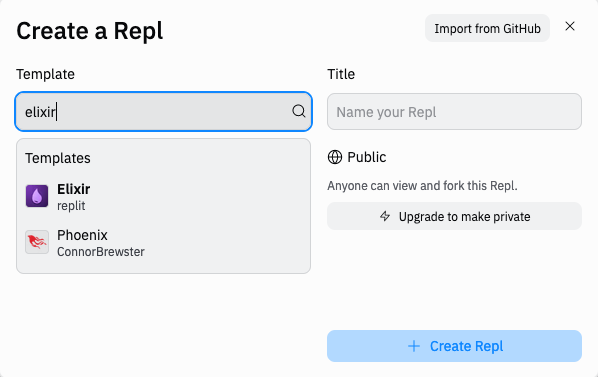 Create a Repl
Import from GitHub
Template
elixir
Templates
Elixir
replit
Phoenix
ConnorBrewster
Title
Name your Repl
Public
Anyone can view and fork this Repl.
Upgrade to make private
Create Repl